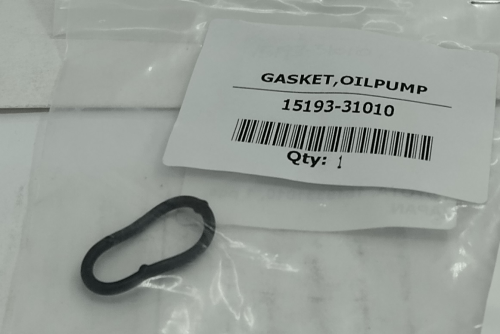 GASKET,OILPUMP
15193-31010
Qty: 1